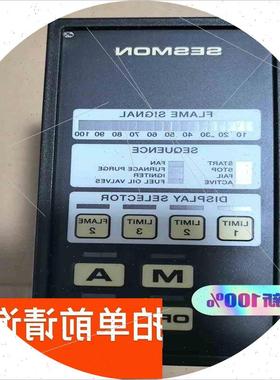 SESMON
FLAME SIGNAL
10 20 30 40 50 60 70 80 90 100
SEQUENCE
START FAN
STOP FURNACE PURGE
FAIL IGNITER
ACTIVE FUEL OIL VALVES
DISPLAY SELECTOR
LIMIT 1
LIMIT 2
LIMIT 3
FLAME 2
M A
新100%
拍单前请